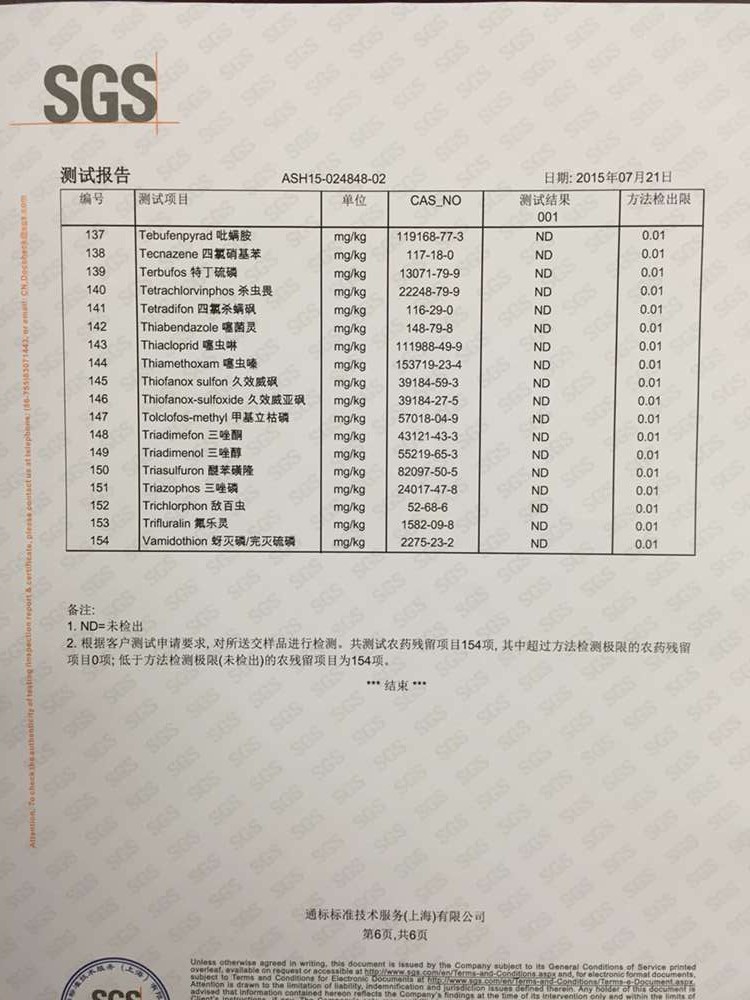 SGS
测试报告 ASH15-024848-02 日期: 2015年07月21日
编号 测试项目 单位 CAS_NO 测试结果 方法检出限
001
137 Tebufenpyrad 吡螨胺 mg/kg 119168-77-3 ND 0.01
138 Tecnazene 四氯硝基苯 mg/kg 117-18-0 ND 0.01
139 Terbufos 特丁硫磷 mg/kg 13071-79-9 ND 0.01
140 Tetrachlorvinphos 杀虫畏 mg/kg 22248-79-9 ND 0.01
141 Tetradifon 四氯杀螨砜 mg/kg 116-29-0 ND 0.01
142 Thiabendazole 噻菌灵 mg/kg 148-79-8 ND 0.01
143 Thiacloprid 噻虫啉 mg/kg 111988-49-9 ND 0.01
144 Thiamethoxam 噻虫嗪 mg/kg 153719-23-4 ND 0.01
145 Thiofanox sulfon 久效威砜 mg/kg 39184-59-3 ND 0.01
146 Thiofanox-sulfoxide 久效威亚砜 mg/kg 39184-27-5 ND 0.01
147 Tolclofos-methyl 甲基立枯磷 mg/kg 57018-04-9 ND 0.01
148 Triadimefon 三唑酮 mg/kg 43121-43-3 ND 0.01
149 Triadimenol 三唑醇 mg/kg 55219-65-3 ND 0.01
150 Triasulfuron 醚苯磺隆 mg/kg 82097-50-5 ND 0.01
151 Triazophos 三唑磷 mg/kg 24017-47-8 ND 0.01
152 Trichlorphon 敌百虫 mg/kg 52-68-6 ND 0.01
153 Trifluralin 氟乐灵 mg/kg 1582-09-8 ND 0.01
154 Vamidothion 蚜灭磷/完灭硫磷 mg/kg 2275-23-2 ND 0.01
备注:
1. ND=未检出
2. 根据客户测试申请要求, 对所送交样品进行检测。共测试农药残留项目154项, 其中超过方法检测极限的农药残留
项目0项; 低于方法检测极限(未检出)的农残留项目为154项。
*** 结束 ***
Attention: To check the authenticity of testing /inspection report & certificate, please contact us at telephone: (86-755)83071443, or email: CN.Doccheck@sgs.com
通标标准技术服务(上海)有限公司
第6页,共6页
Unless otherwise agreed in writing, this document is issued by the Company subject to its General Conditions of Service printed
overleaf, available on request or accessible at http://www.sgs.com/en/Terms-and-Conditions.aspx and, for electronic format documents,
subject to Terms and Conditions for Electronic Documents at http://www.sgs.com/en/Terms-and-Conditions/Terms-e-Document.aspx.
Attention is drawn to the limitation of liability, indemnification and jurisdiction issues defined therein. Any holder of this document is
advised that information contained hereon reflects the Company's findings at the time of its intervention only and within the limits of
SGS